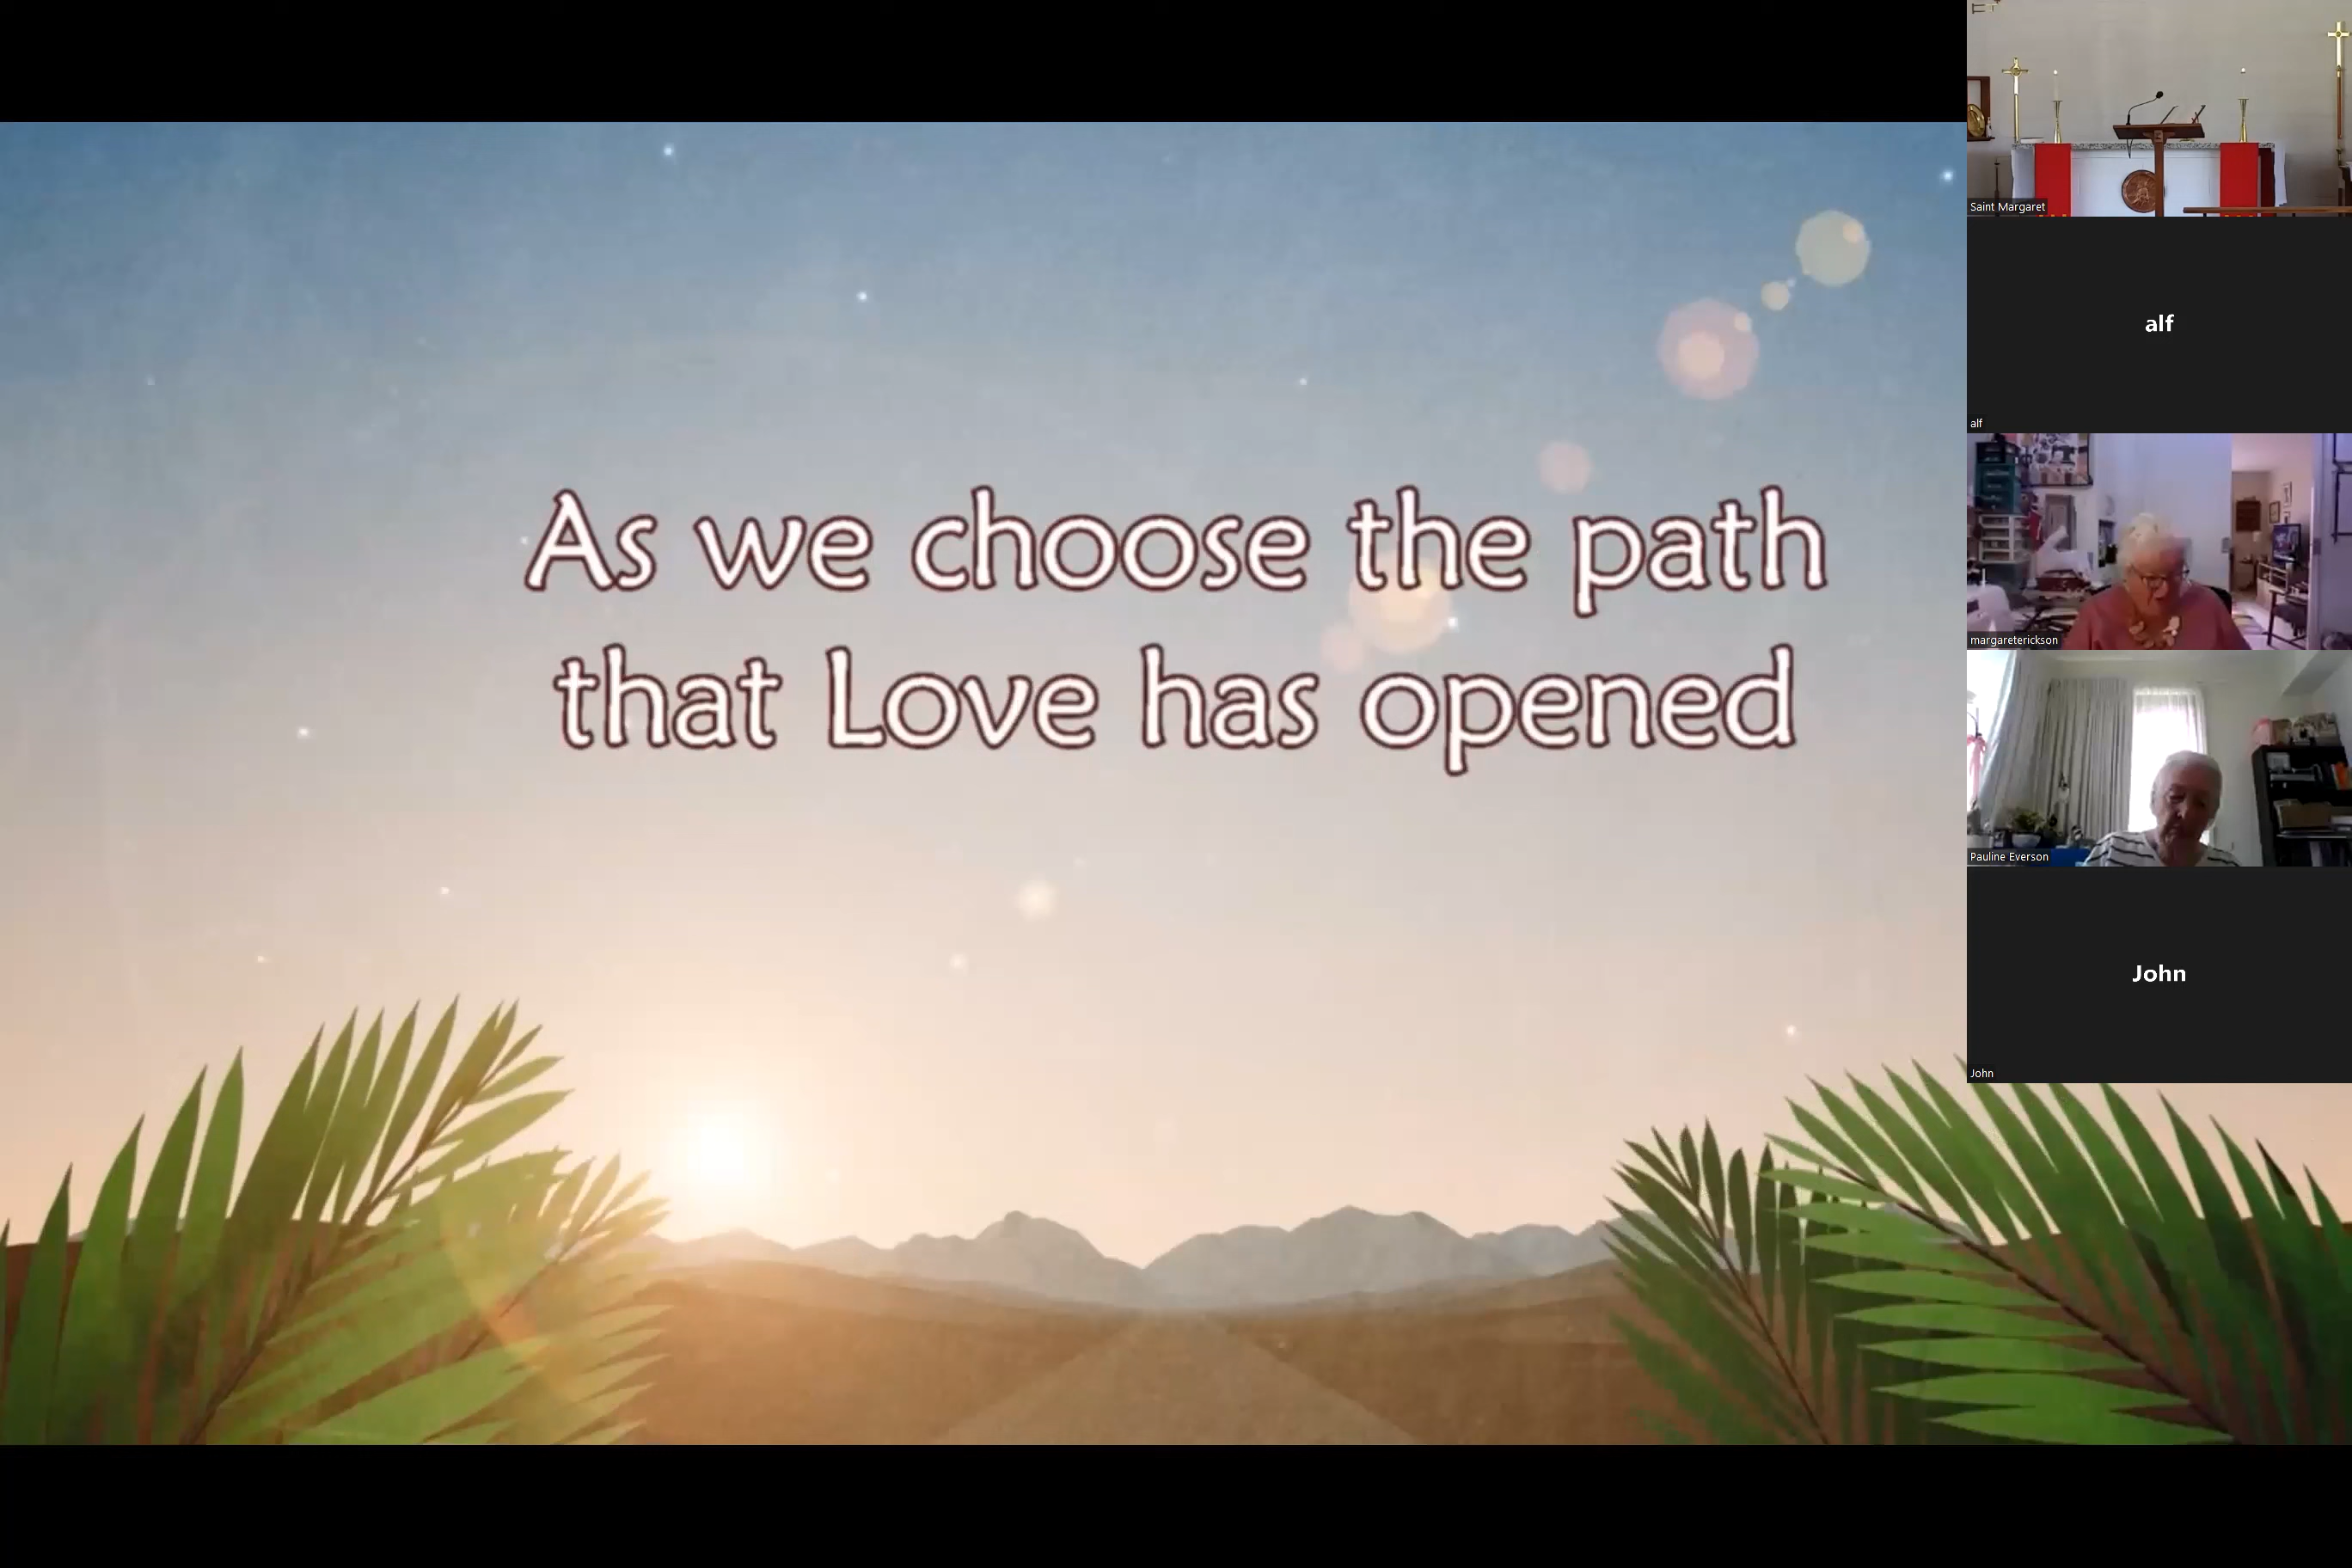 As we choose the path
that Love has opened
Saint Margaret
alf
alf
margareterickson
Pauline Everson
John
John